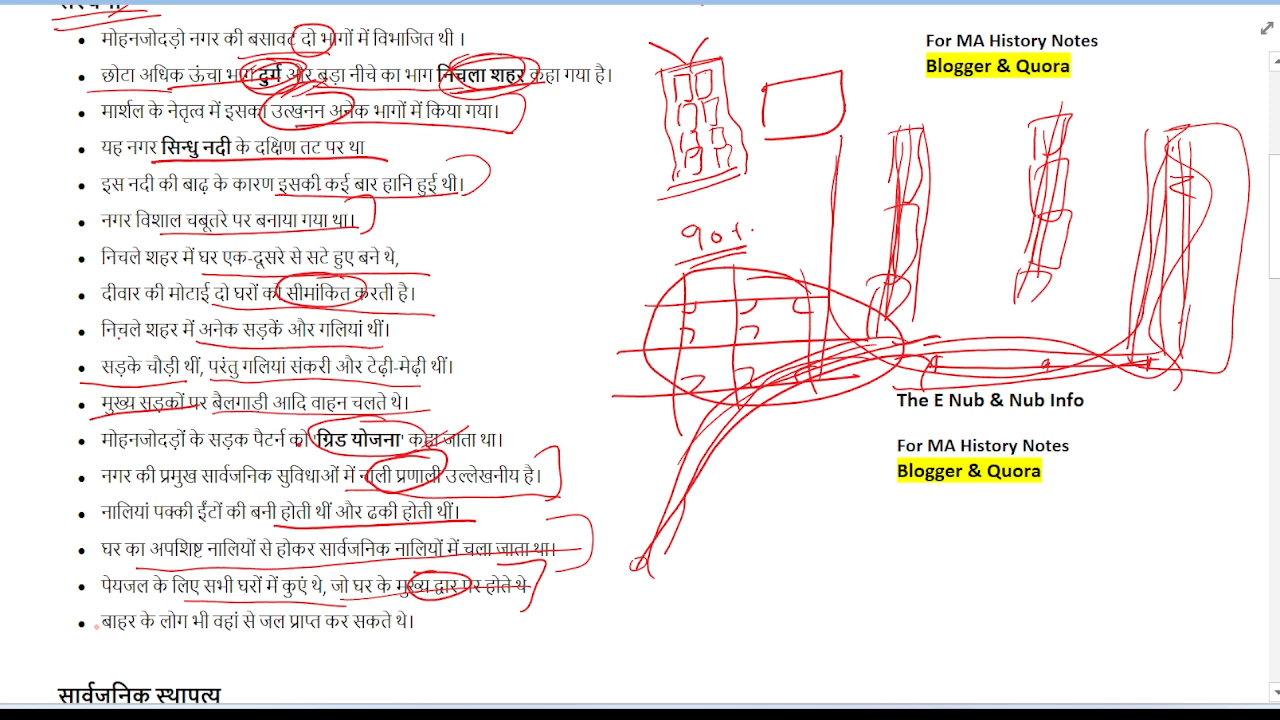 संरचना
मोहनजोदड़ो नगर की बसावट दो भागों में विभाजित थी ।
छोटा अधिक ऊंचा भाग दुर्ग और बड़ा नीचे का भाग निचला शहर कहा गया है।
मार्शल के नेतृत्व में इसका उत्खनन अनेक भागों में किया गया।
यह नगर सिन्धु नदी के दक्षिण तट पर था
इस नदी की बाढ़ के कारण इसकी कई बार हानि हुई थी।
नगर विशाल चबूतरे पर बनाया गया था।
निचले शहर में घर एक-दूसरे से सटे हुए बने थे,
दीवार की मोटाई दो घरों को सीमांकित करती है।
निचले शहर में अनेक सड़कें और गलियां थीं।
सड़के चौड़ी थीं, परंतु गलियां संकरी और टेढ़ी-मेढ़ी थीं।
मुख्य सड़कों पर बैलगाड़ी आदि वाहन चलते थे।
मोहनजोदड़ों के सड़क पैटर्न को 'ग्रिड योजना' कहा जाता था।
नगर की प्रमुख सार्वजनिक सुविधाओं में नाली प्रणाली उल्लेखनीय है।
नालियां पक्की ईंटों की बनी होती थीं और ढकी होती थीं।
घर का अपशिष्ट नालियों से होकर सार्वजनिक नालियों में चला जाता था।
पेयजल के लिए सभी घरों में कुएं थे, जो घर के मुख्य द्वार पर होते थे
बाहर के लोग भी वहां से जल प्राप्त कर सकते थे।
सार्वजनिक स्थापत्य
For MA History Notes
Blogger & Quora
90%
The E Nub & Nub Info
For MA History Notes
Blogger & Quora